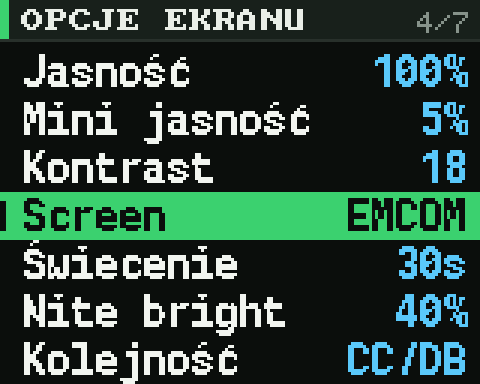 OPCJE EKRANU 4/7
Jasność 100%
Mini jasność 5%
Kontrast 18
Screen EMCOM
Świecenie 30s
Nite bright 40%
Kolejność CC/DB